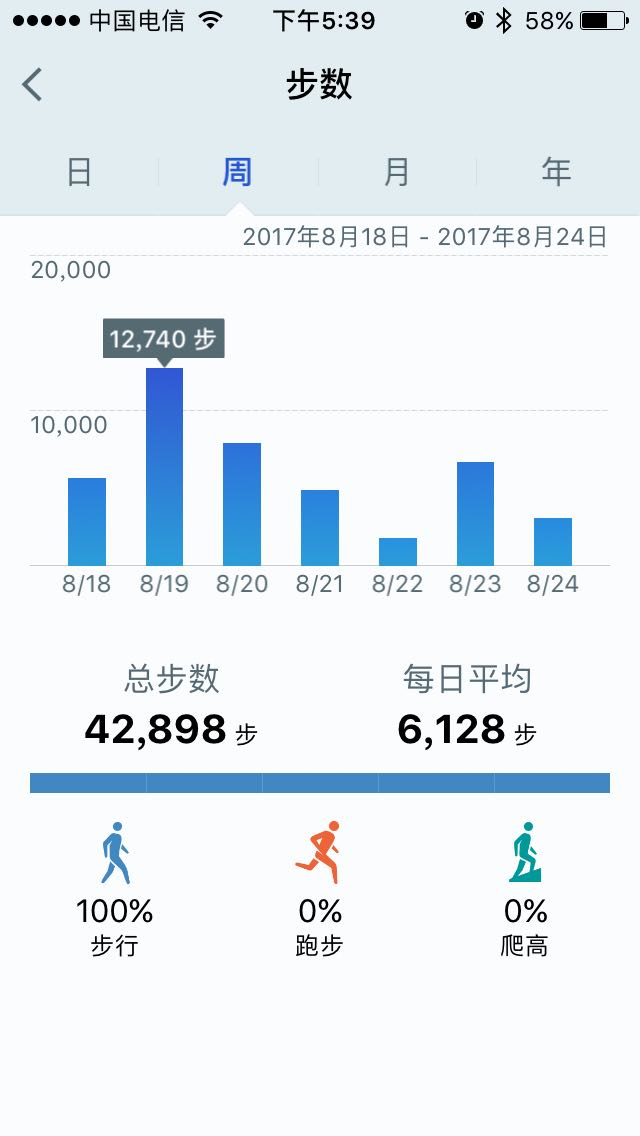 中国电信 下午5:39 58%
步数
日 周 月 年
2017年8月18日 - 2017年8月24日
20,000
12,740 步
10,000
8/18 8/19 8/20 8/21 8/22 8/23 8/24
总步数 每日平均
42,898 步 6,128 步
100% 0% 0%
步行 跑步 爬高